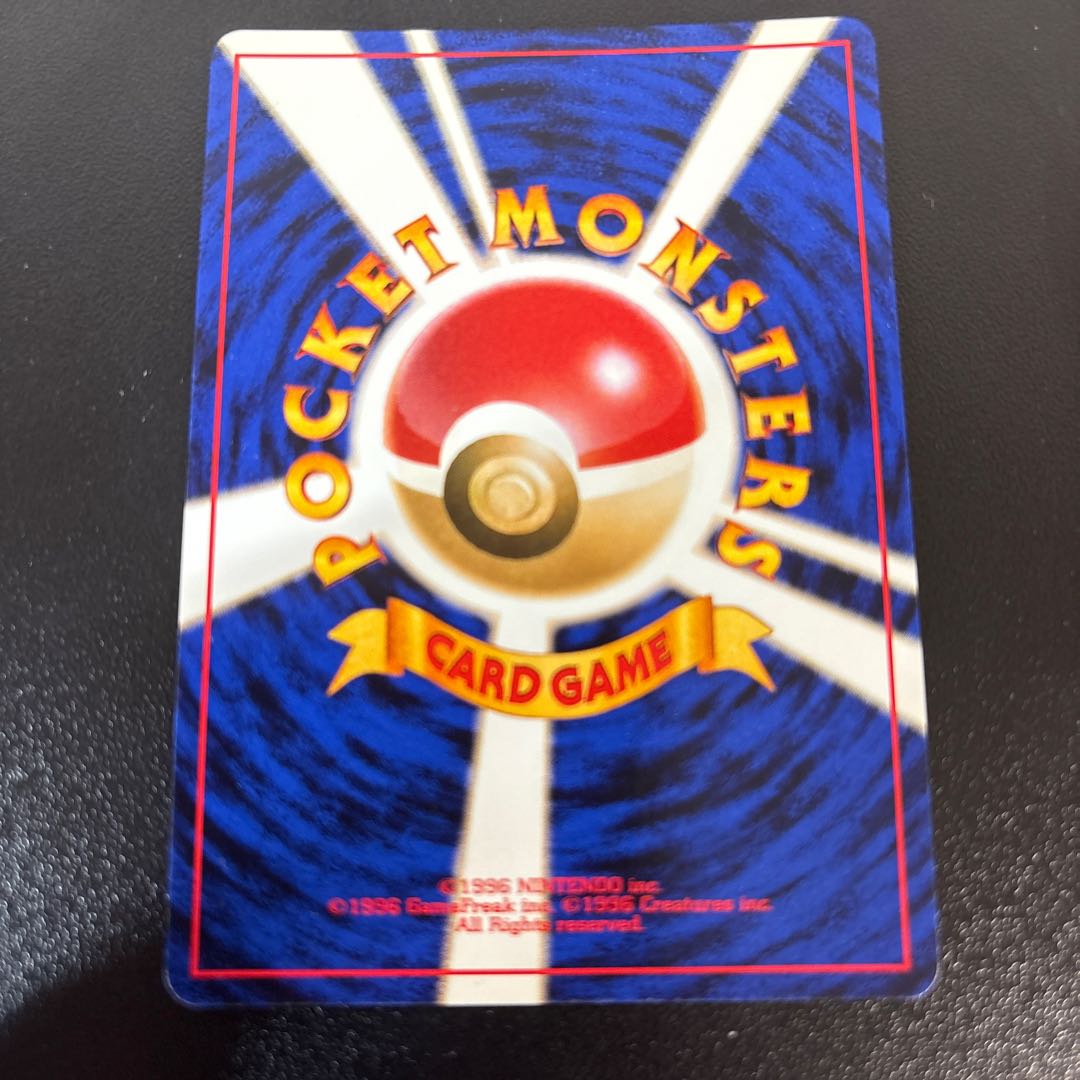 POCKET MONSTERS
CARD GAME
©1996 NINTENDO inc.
©1996 GameFreak inc. ©1996 Creatures inc.
All Rights reserved.